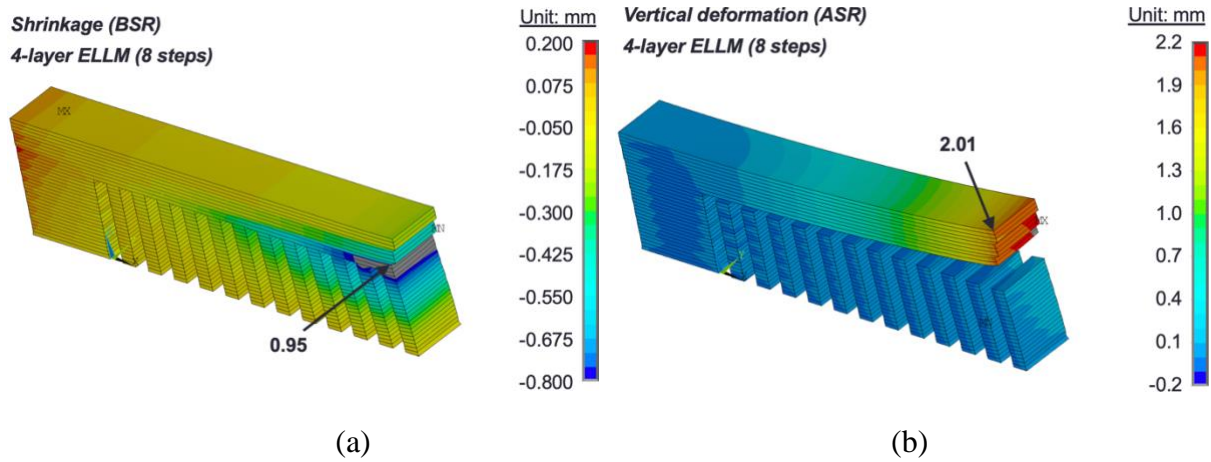 Shrinkage (BSR)
4-layer ELLM (8 steps)
Unit: mm
0.200
0.075
-0.050
-0.175
-0.300
-0.425
-0.550
-0.675
-0.800
MX
MN
0.95
(a)
Vertical deformation (ASR)
4-layer ELLM (8 steps)
Unit: mm
2.2
1.9
1.6
1.3
1.0
0.7
0.4
0.1
-0.2
2.01
MX
Y
(b)